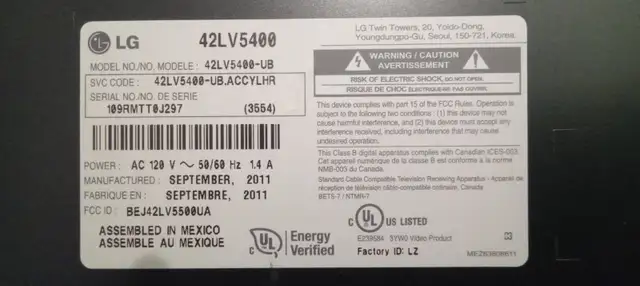 LG 42LV5400
MODEL NO./NO. MODELE : 42LV5400-UB
SVC CODE : 42LV5400-UB.ACCYLHR
SERIAL NO./NO. DE SERIE
109RMTT0J297 (3554)
POWER : AC 120 V ~ 50/60 Hz 1.4 A
MANUFACTURED : SEPTEMBER, 2011
FABRIQUE EN : SEPTEMBRE, 2011
FCC ID : BEJ42LV5500UA
ASSEMBLED IN MEXICO
ASSEMBLE AU MEXIQUE
UL Energy
Verified
LG Twin Towers, 20, Yoido-Dong,
Youngdungpo-Gu, Seoul, 150-721, Korea.
WARNING / CAUTION
AVERTISSEMENT
RISK OF ELECTRIC SHOCK, DO NOT OPEN.
RISQUE DE CHOC ELECTRIQUE-NE PAS OUVRIR.
This device complies with part 15 of the FCC Rules. Operation is
subject to the following two conditions : (1) this device may not
cause harmful interference, and (2) this device must accept any
interference received, including interference that may cause
undesired operation.
This Class B digital apparatus complies with Canadian ICES-003.
Cet appareil numérique de la classe B est conforme à la norme
NMB-003 du Canada.
Standard Cable Compatible Television Receiving Apparatus - Appareil de
réception de télévision câble-compatible ordinaire, Canada
BETS-7 / NTMR-7
c UL US LISTED
E239584 5YW0 Video Product
Factory ID: LZ